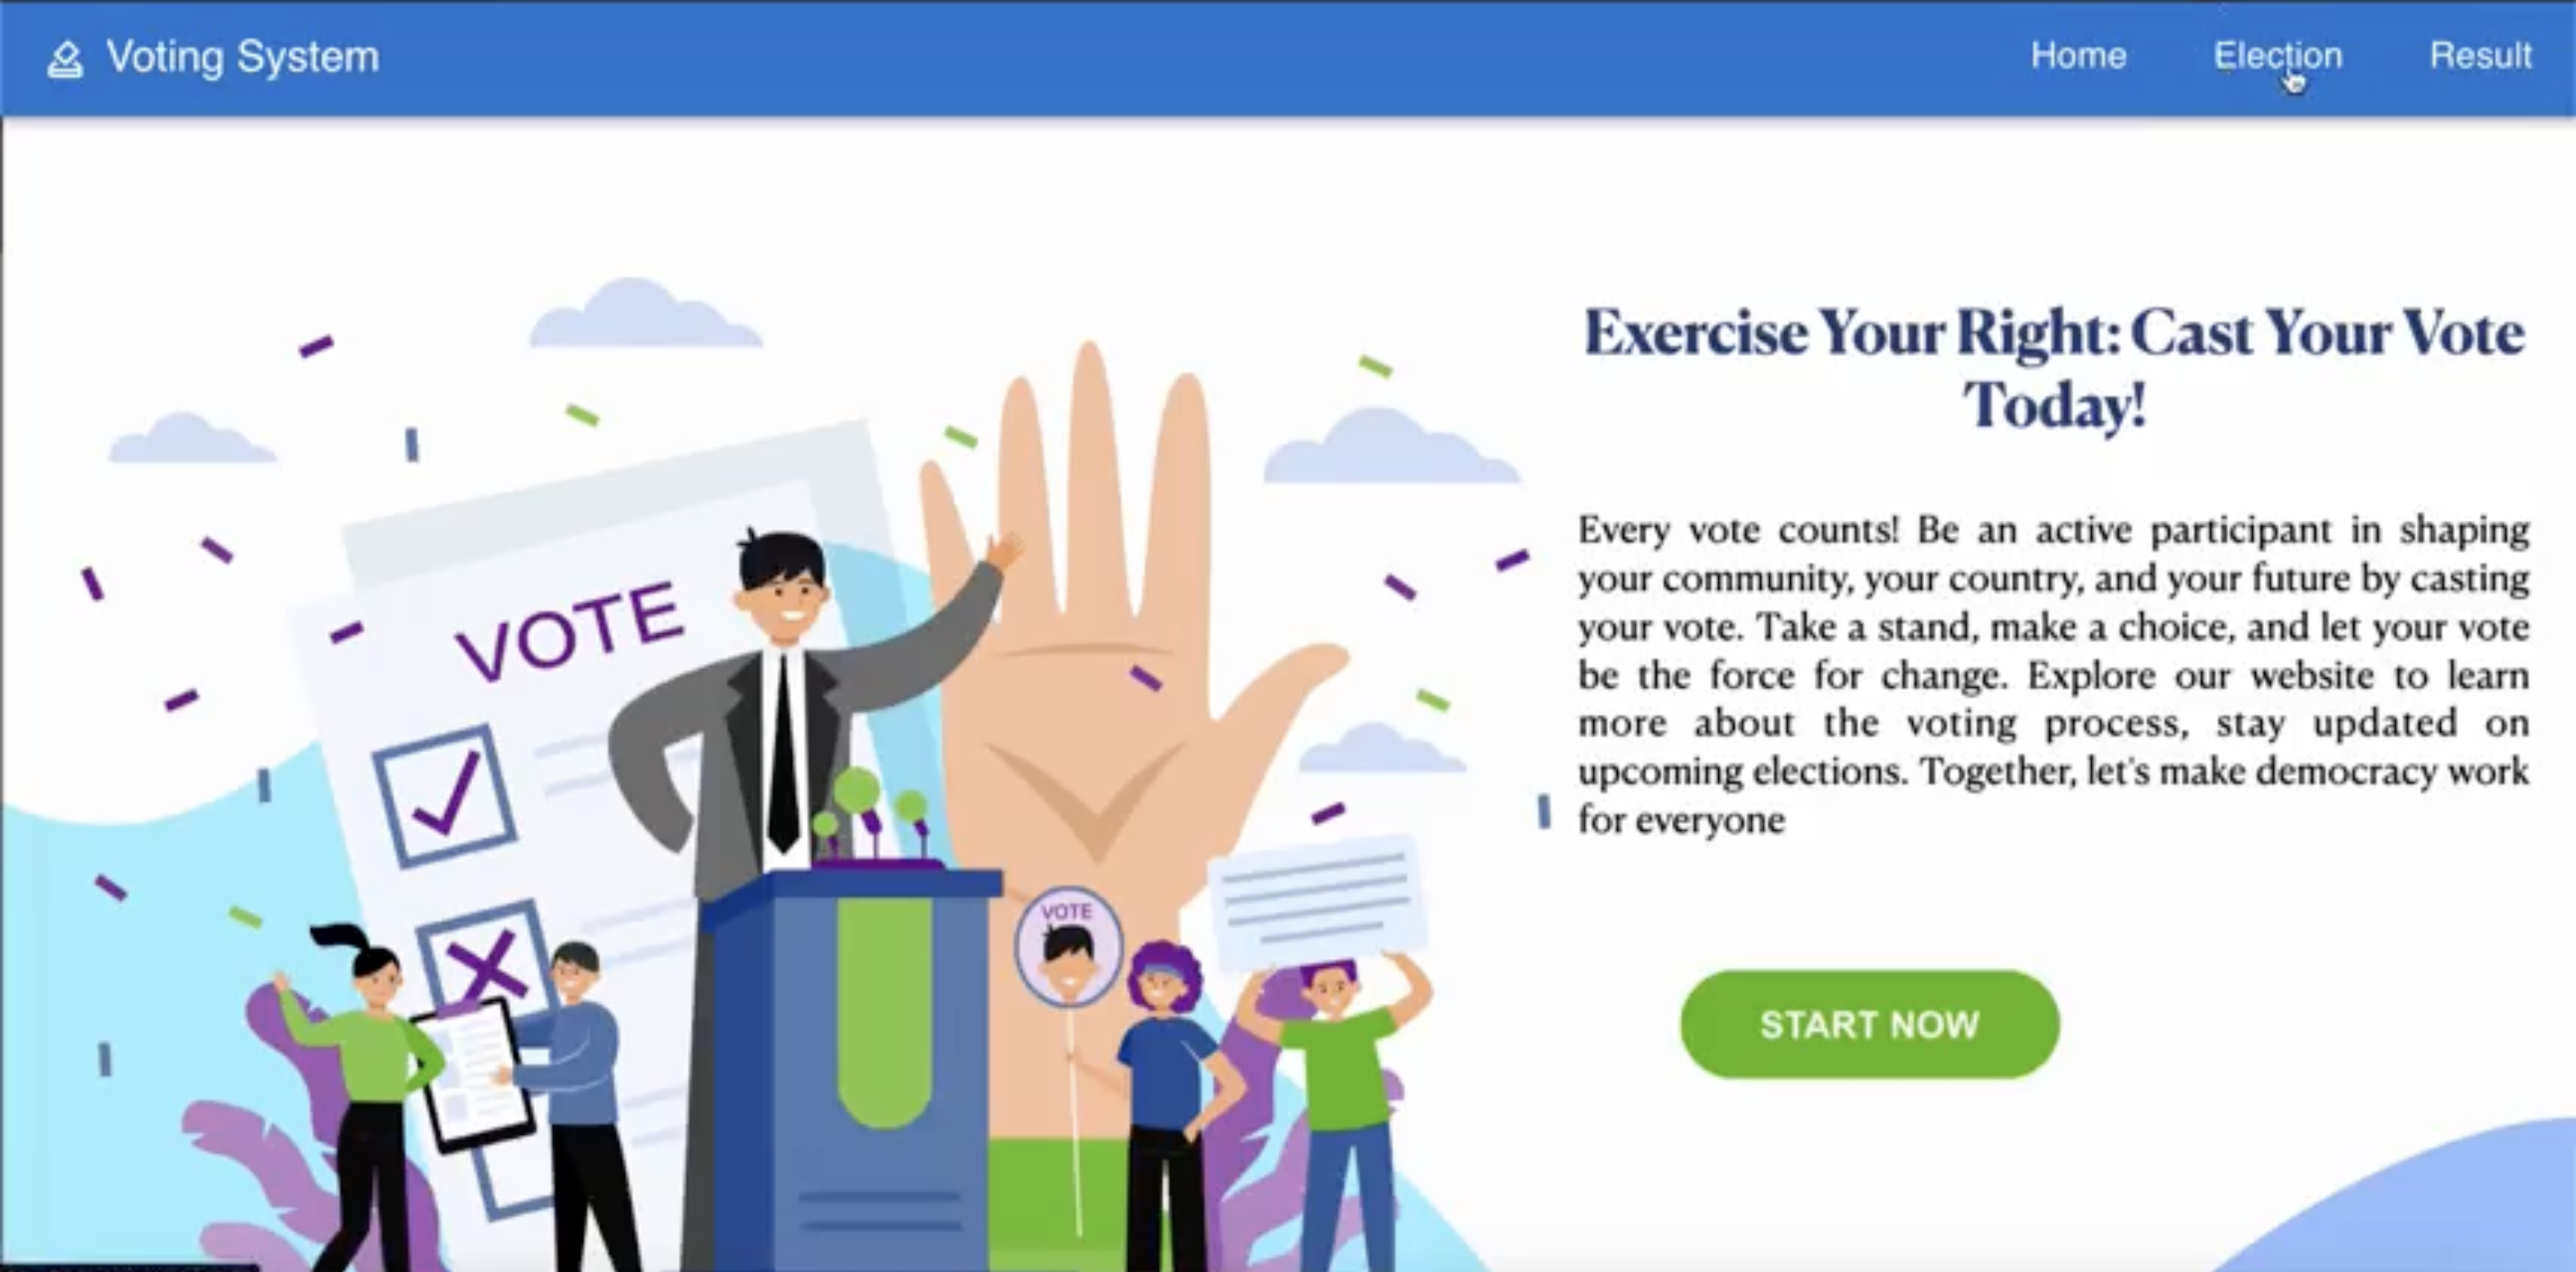 Voting System
Home
Election
Result
Exercise Your Right: Cast Your Vote
Today!
Every vote counts! Be an active participant in shaping
your community, your country, and your future by casting
your vote. Take a stand, make a choice, and let your vote
be the force for change. Explore our website to learn
more about the voting process, stay updated on
upcoming elections. Together, let's make democracy work
for everyone
START NOW
VOTE
VOTE